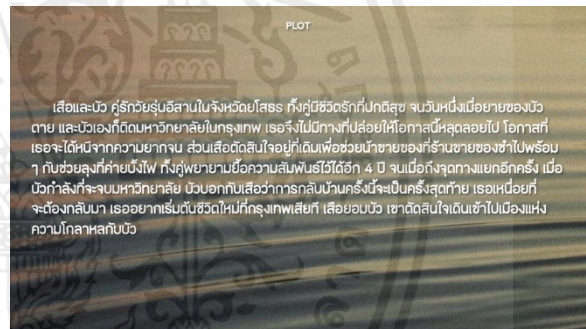 PLOT
เสือและบัว คู่รักวัยรุ่นอีสานในจังหวัดยโสธร ทั้งคู่มีชีวิตรักที่ปกติสุข จนวันหนึ่งเมื่อยายของบัว
ตาย และบัวเองก็ติดมหาวิทยาลัยในกรุงเทพ เธอจึงไม่มีทางที่ปล่อยให้โอกาสนี้หลุดลอยไป โอกาสที่
เธอจะได้หนีจากความยากจน ส่วนเสือตัดสินใจอยู่ที่เดิมเพื่อช่วยน้าขายของที่ร้านขายของชำไปพร้อม
ๆ กับช่วยลุงที่ค่ายบั้งไฟ ทั้งคู่พยายามยื้อความสัมพันธ์ไว้ได้อีก 4 ปี จนเมื่อถึงจุดทางแยกอีกครั้ง เมื่อ
บัวกำลังที่จะจบมหาวิทยาลัย บัวบอกกับเสือว่าการกลับบ้านครั้งนี้จะเป็นครั้งสุดท้าย เธอเหนื่อยที่
จะต้องกลับมา เธออยากเริ่มต้นชีวิตใหม่ที่กรุงเทพเสียที เสือยอมบัว เขาตัดสินใจเดินเข้าไปเมืองแห่ง
ความโกลาหลกับบัว